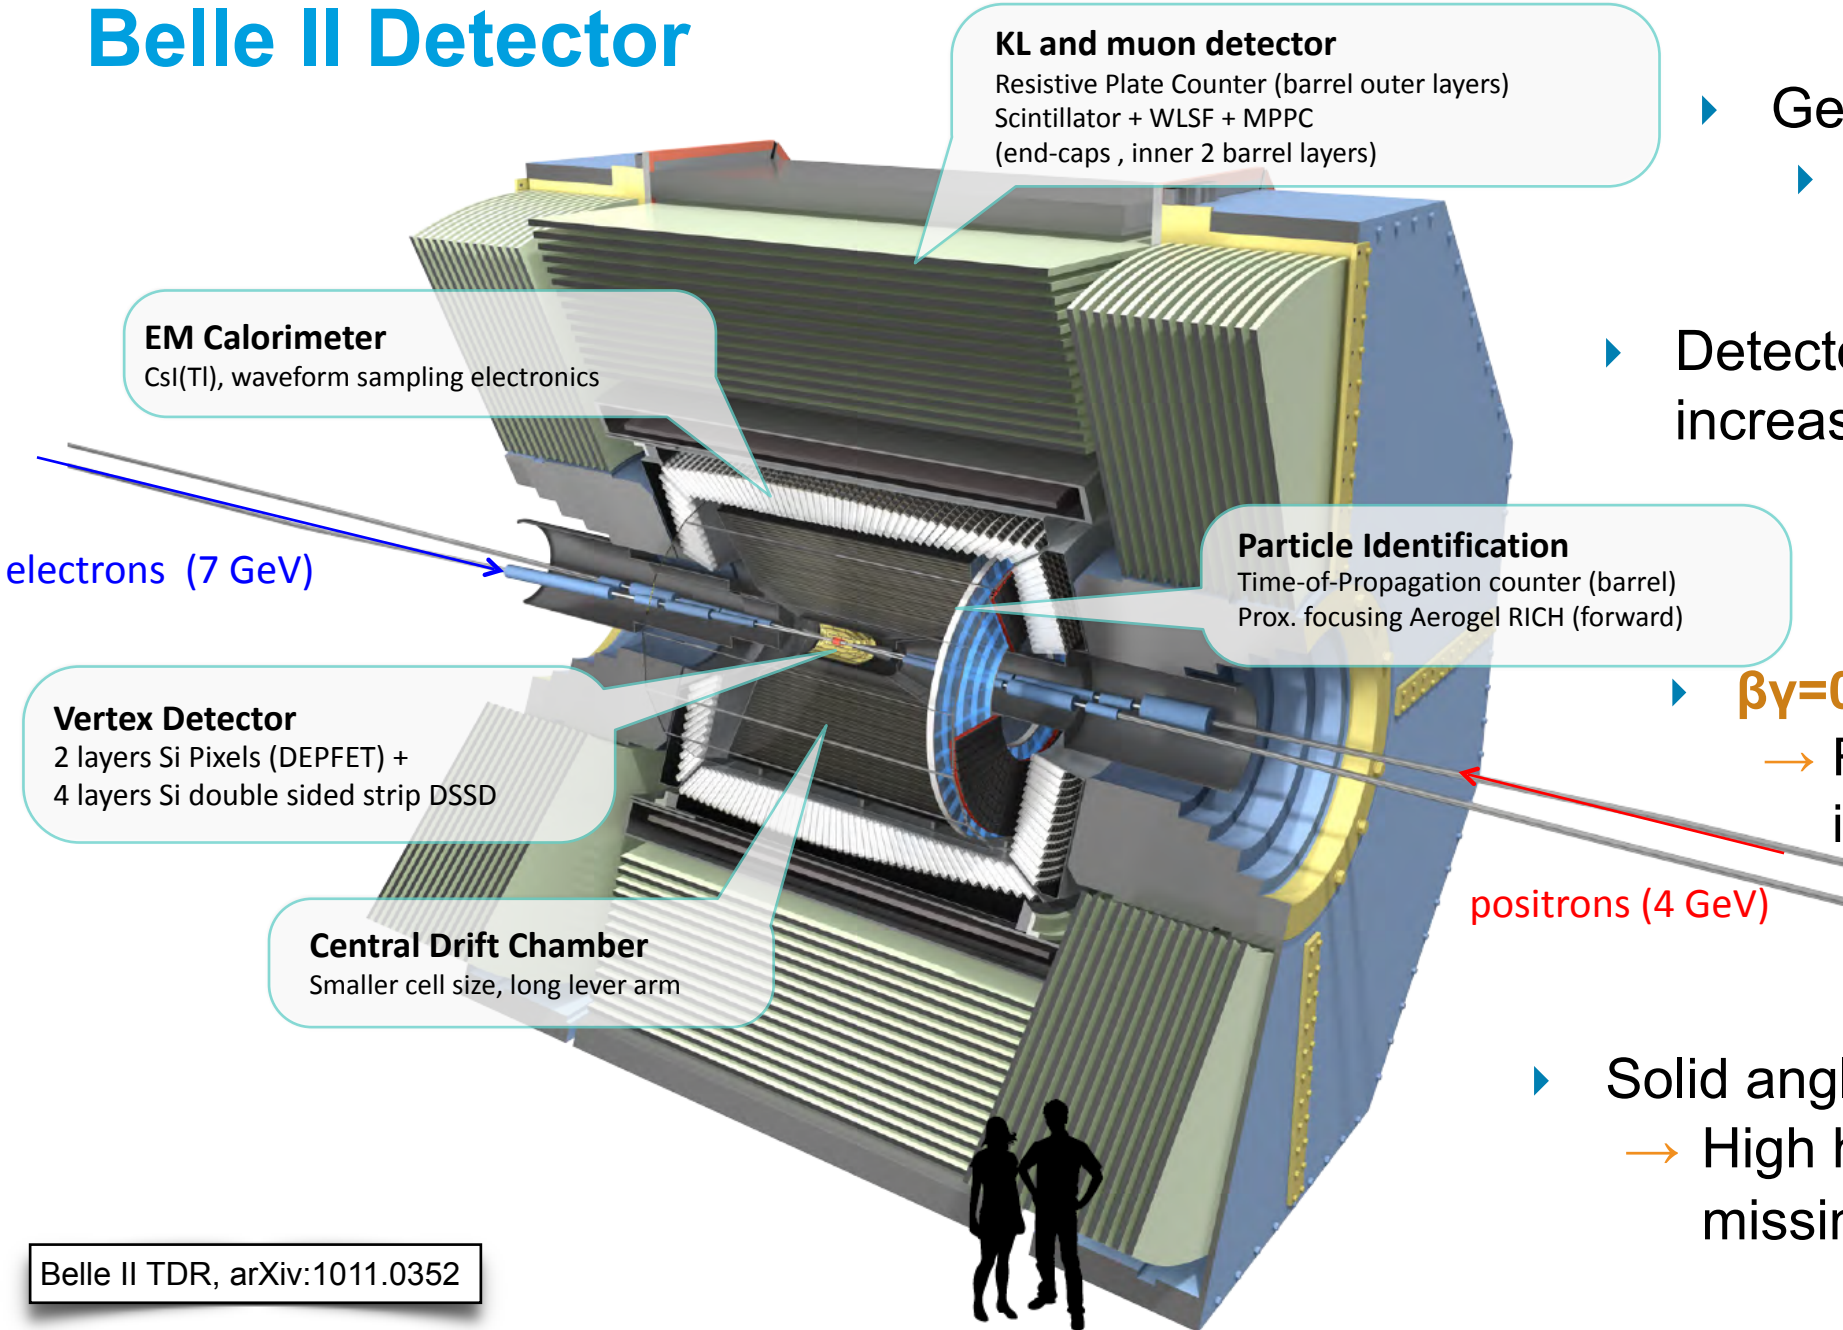 Belle II Detector
KL and muon detector
Resistive Plate Counter (barrel outer layers)
Scintillator + WLSF + MPPC
(end-caps , inner 2 barrel layers)
EM Calorimeter
CsI(Tl), waveform sampling electronics
electrons (7 GeV)
Particle Identification
Time-of-Propagation counter (barrel)
Prox. focusing Aerogel RICH (forward)
Vertex Detector
2 layers Si Pixels (DEPFET) +
4 layers Si double sided strip DSSD
positrons (4 GeV)
Central Drift Chamber
Smaller cell size, long lever arm
Belle II TDR, arXiv:1011.0352
βγ=
Solid
→ High